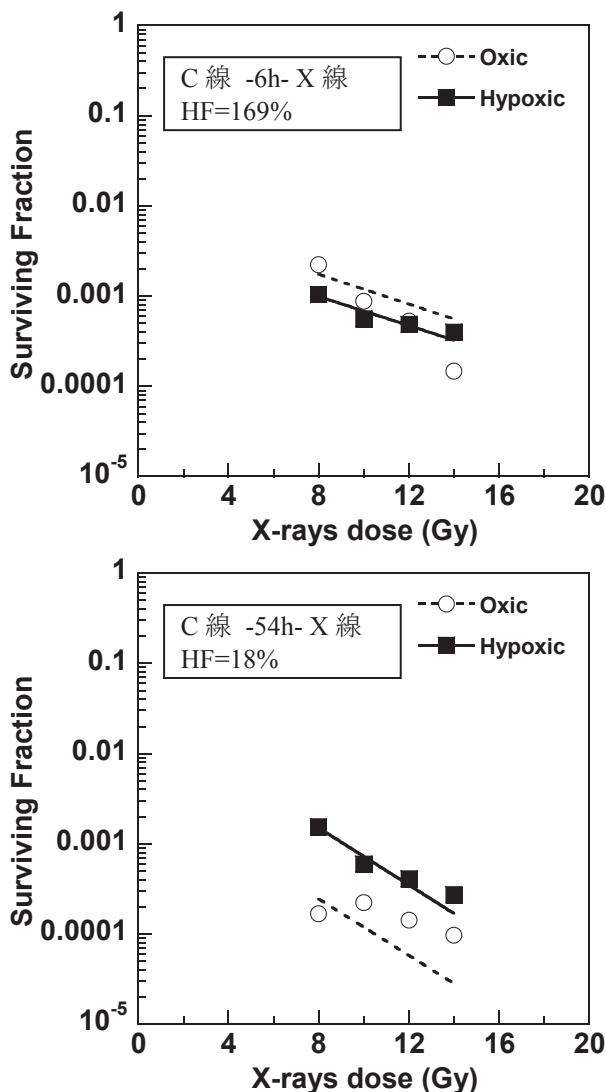 1
0.1
0.01
0.001
0.0001
10-5
Surviving Fraction
C 線 -6h- X 線
HF=169%
Oxic
Hypoxic
0 4 8 12 16 20
X-rays dose (Gy)
1
0.1
0.01
0.001
0.0001
10-5
Surviving Fraction
C 線 -54h- X 線
HF=18%
Oxic
Hypoxic
0 4 8 12 16 20
X-rays dose (Gy)